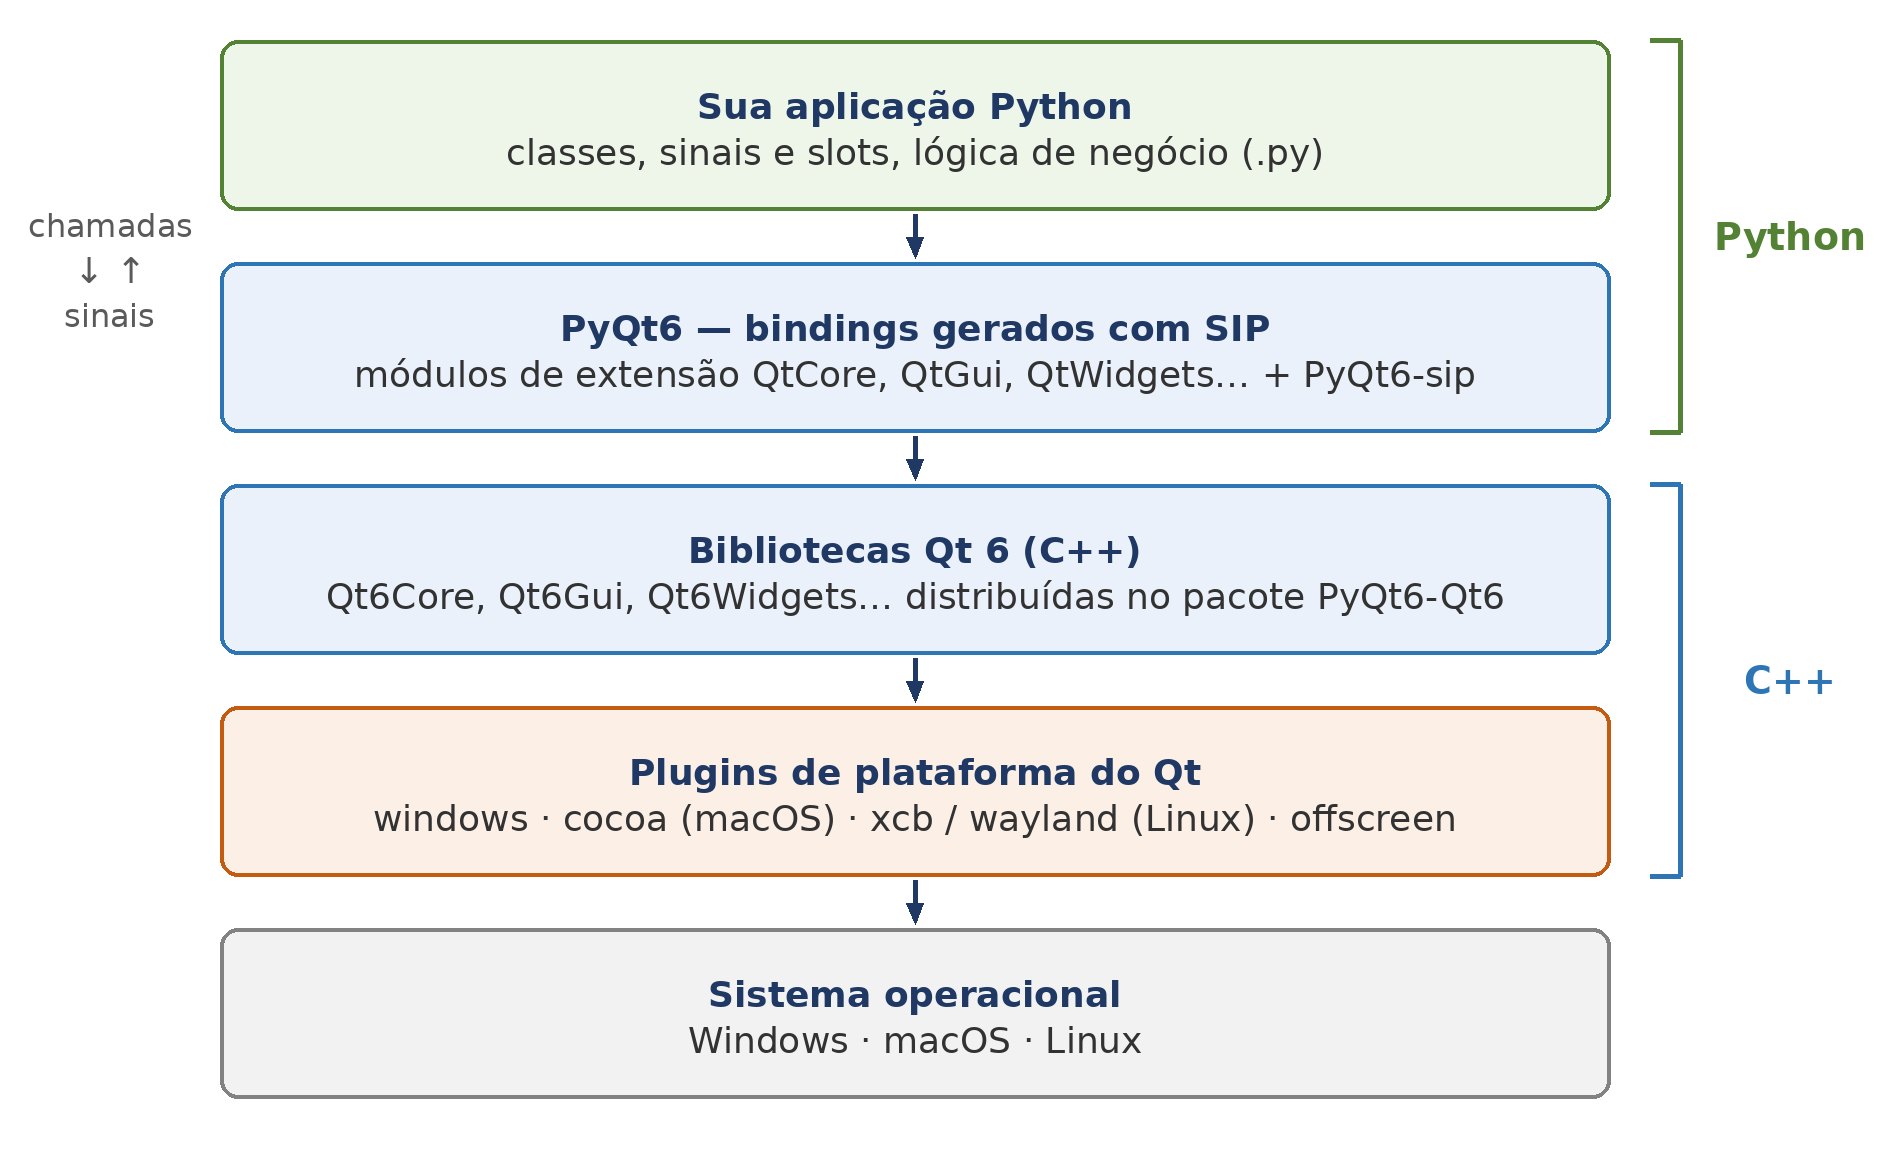 Sua aplicação Python
classes, sinais e slots, lógica de negócio (.py)
chamadas
↓ ↑
sinais
Python
PyQt6 — bindings gerados com SIP
módulos de extensão QtCore, QtGui, QtWidgets… + PyQt6-sip
Bibliotecas Qt 6 (C++)
Qt6Core, Qt6Gui, Qt6Widgets… distribuídas no pacote PyQt6-Qt6
C++
Plugins de plataforma do Qt
windows · cocoa (macOS) · xcb / wayland (Linux) · offscreen
Sistema operacional
Windows · macOS · Linux